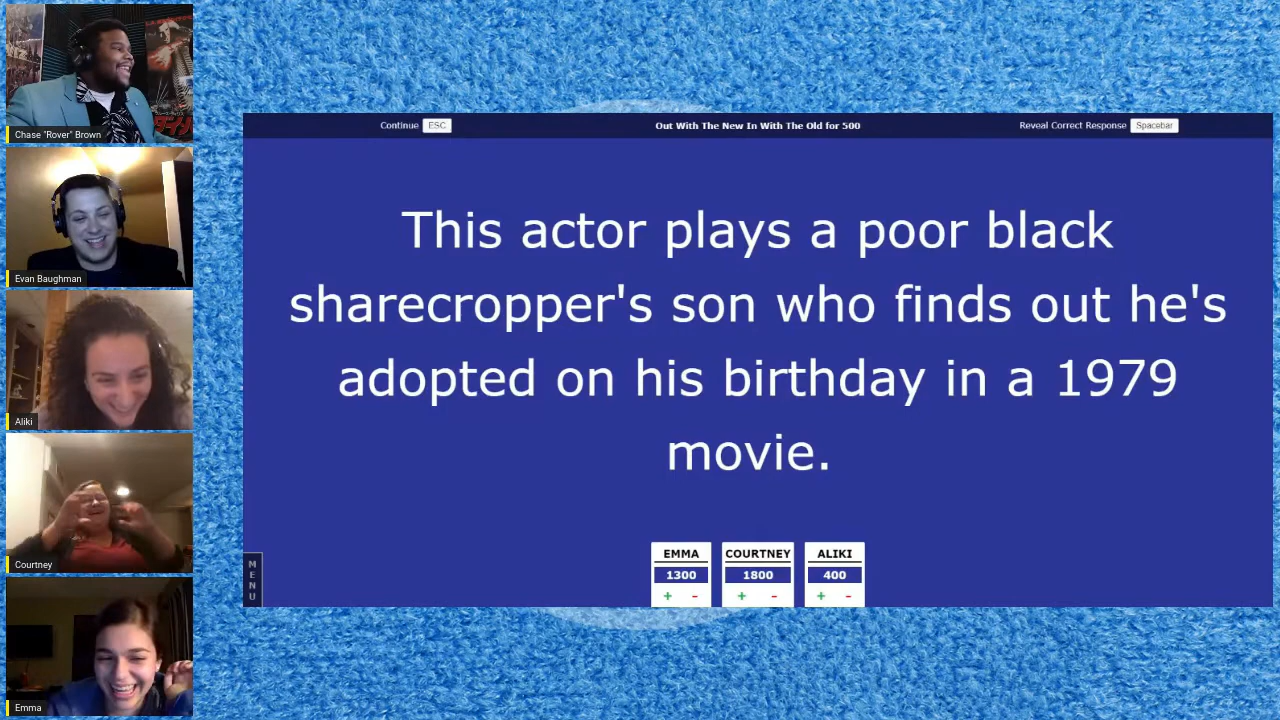 Chase "Rover" Brown
Evan Baughman
Aliki
Courtney
Emma
Continue ESC
Out With The New In With The Old for 500
Reveal Correct Response Spacebar
This actor plays a poor black
sharecropper's son who finds out he's
adopted on his birthday in a 1979
movie.
MENU
EMMA COURTNEY ALIKI
1300 1800 400
+ - + - + -